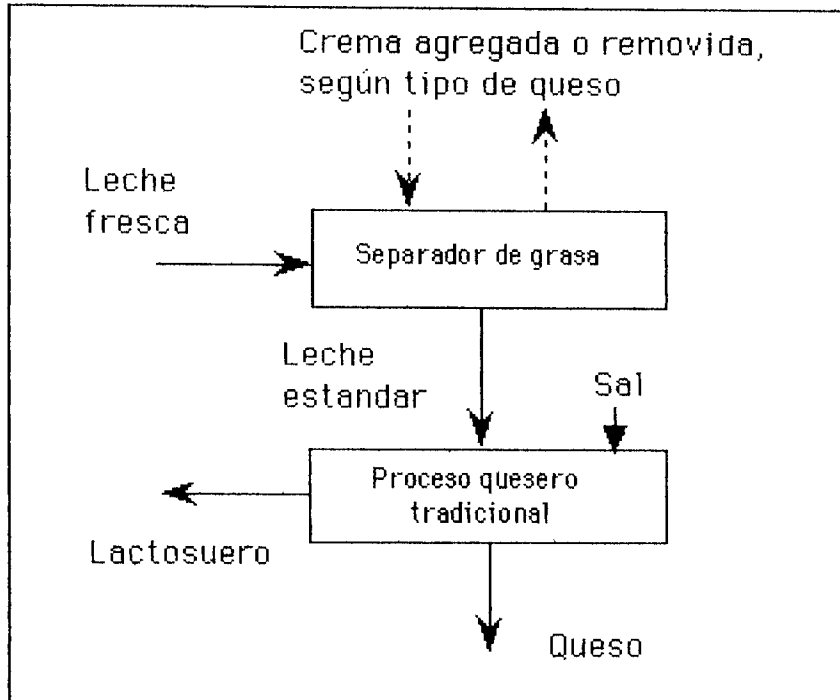 Crema agregada o removida,
según tipo de queso
Leche
fresca
Separador de grasa
Leche
estandar
Sal
Proceso quesero
tradicional
Lactosuero
Queso